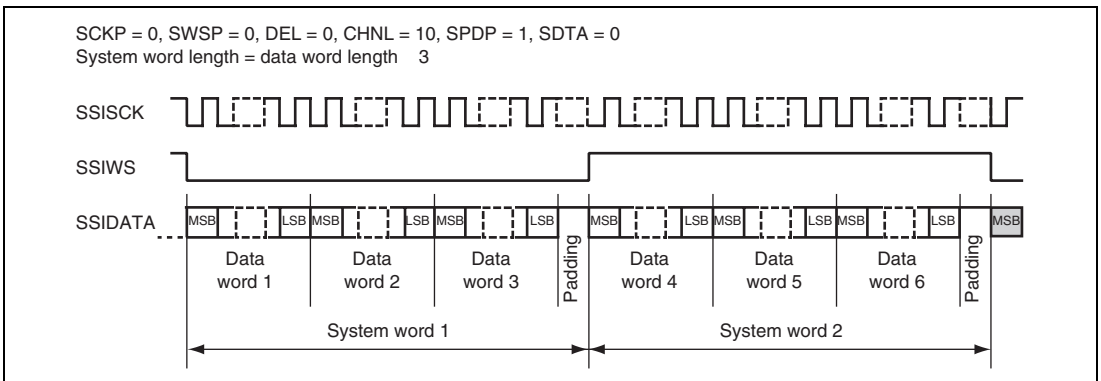 SCKP = 0, SWSP = 0, DEL = 0, CHNL = 10, SPDP = 1, SDTA = 0
System word length = data word length    3
SSISCK
SSIWS
SSIDATA
MSB LSB MSB LSB MSB LSB MSB LSB MSB LSB MSB LSB MSB
Data Data Data Padding Data Data Data Padding
word 1 word 2 word 3 word 4 word 5 word 6
System word 1 System word 2